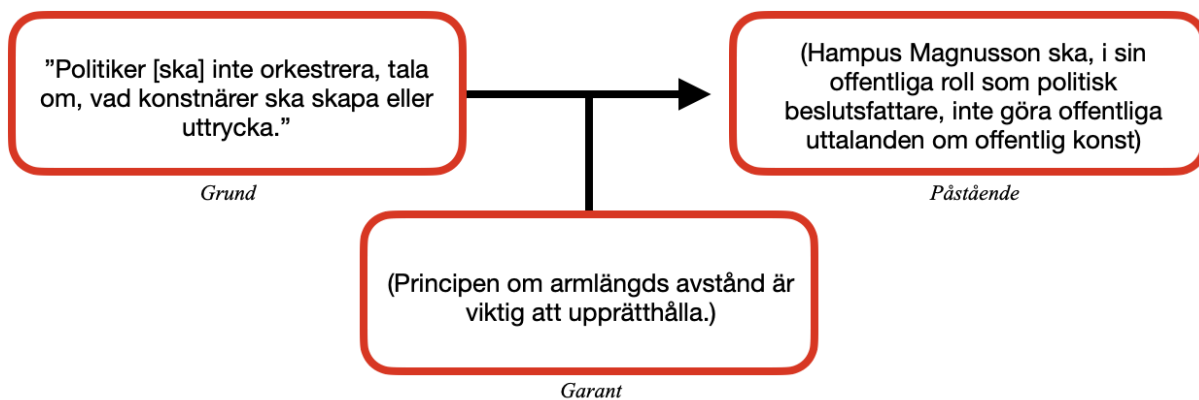 ”Politiker [ska] inte orkestrera, tala
om, vad konstnärer ska skapa eller
uttrycka.”
Grund
(Hampus Magnusson ska, i sin
offentliga roll som politisk
beslutsfattare, inte göra offentliga
uttalanden om offentlig konst)
Påstående
(Principen om armlängds avstånd är
viktig att upprätthålla.)
Garant